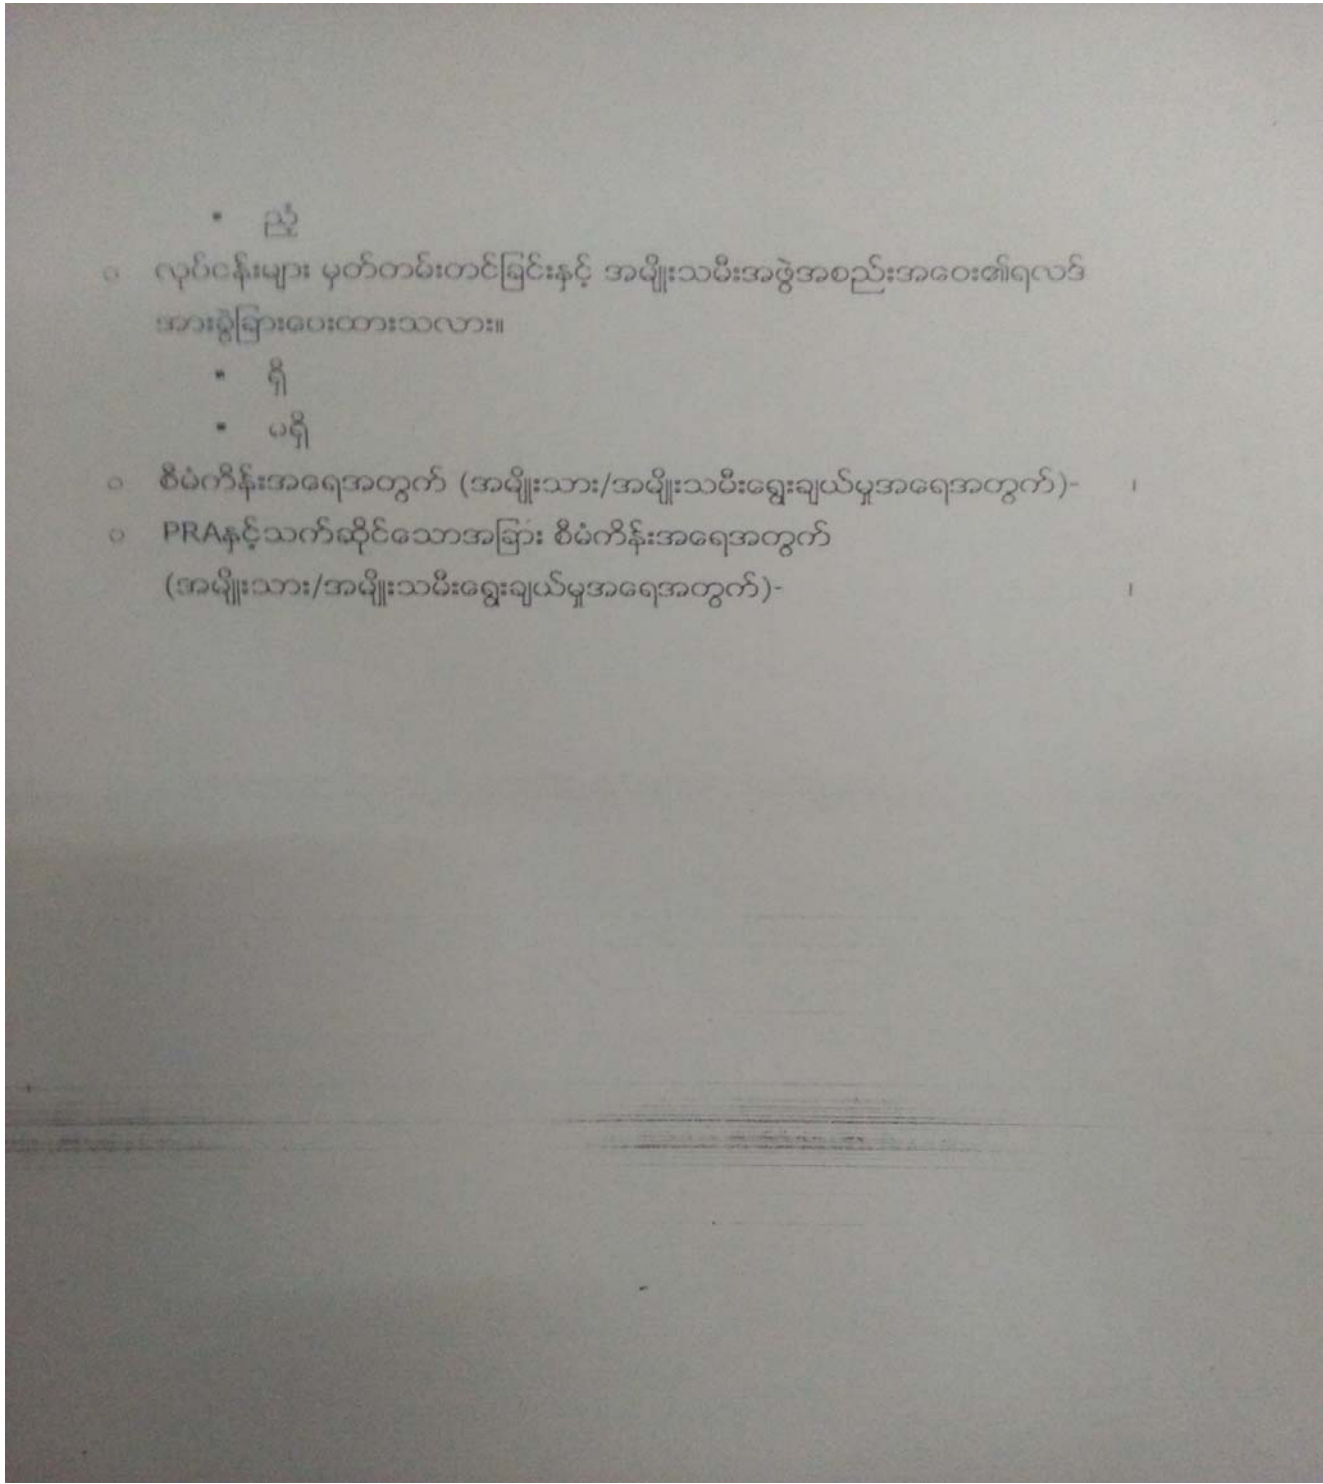 ▪ ညံ့
○ လုပ်ငန်းများ မှတ်တမ်းတင်ခြင်းနှင့် အမျိုးသမီးအဖွဲ့အစည်းအဝေး၏ရလဒ်
အားခွဲခြားပေးထားသလား။
▪ ရှိ
▪ မရှိ
○ စီမံကိန်းအရေအတွက် (အမျိုးသား/အမျိုးသမီးရွေးချယ်မှုအရေအတွက်)- ၊
○ PRAနှင့်သက်ဆိုင်သောအခြား စီမံကိန်းအရေအတွက်
(အမျိုးသား/အမျိုးသမီးရွေးချယ်မှုအရေအတွက်)- ၊